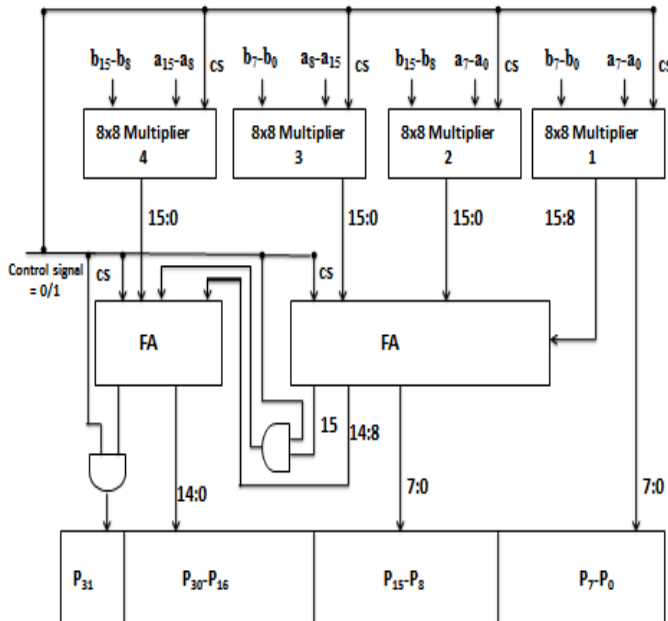 b₁₅-b₈ a₁₅-a₈ cs b₇-b₀ a₈-a₁₅ cs b₁₅-b₈ a₇-a₀ cs b₇-b₀ a₇-a₀ cs
8x8 Multiplier 4
8x8 Multiplier 3
8x8 Multiplier 2
8x8 Multiplier 1
15:0 15:0 15:0 15:8
Control signal = 0/1
cs cs
FA FA
15 14:8
14:0 7:0 7:0
P₃₁ P₃₀-P₁₆ P₁₅-P₈ P₇-P₀